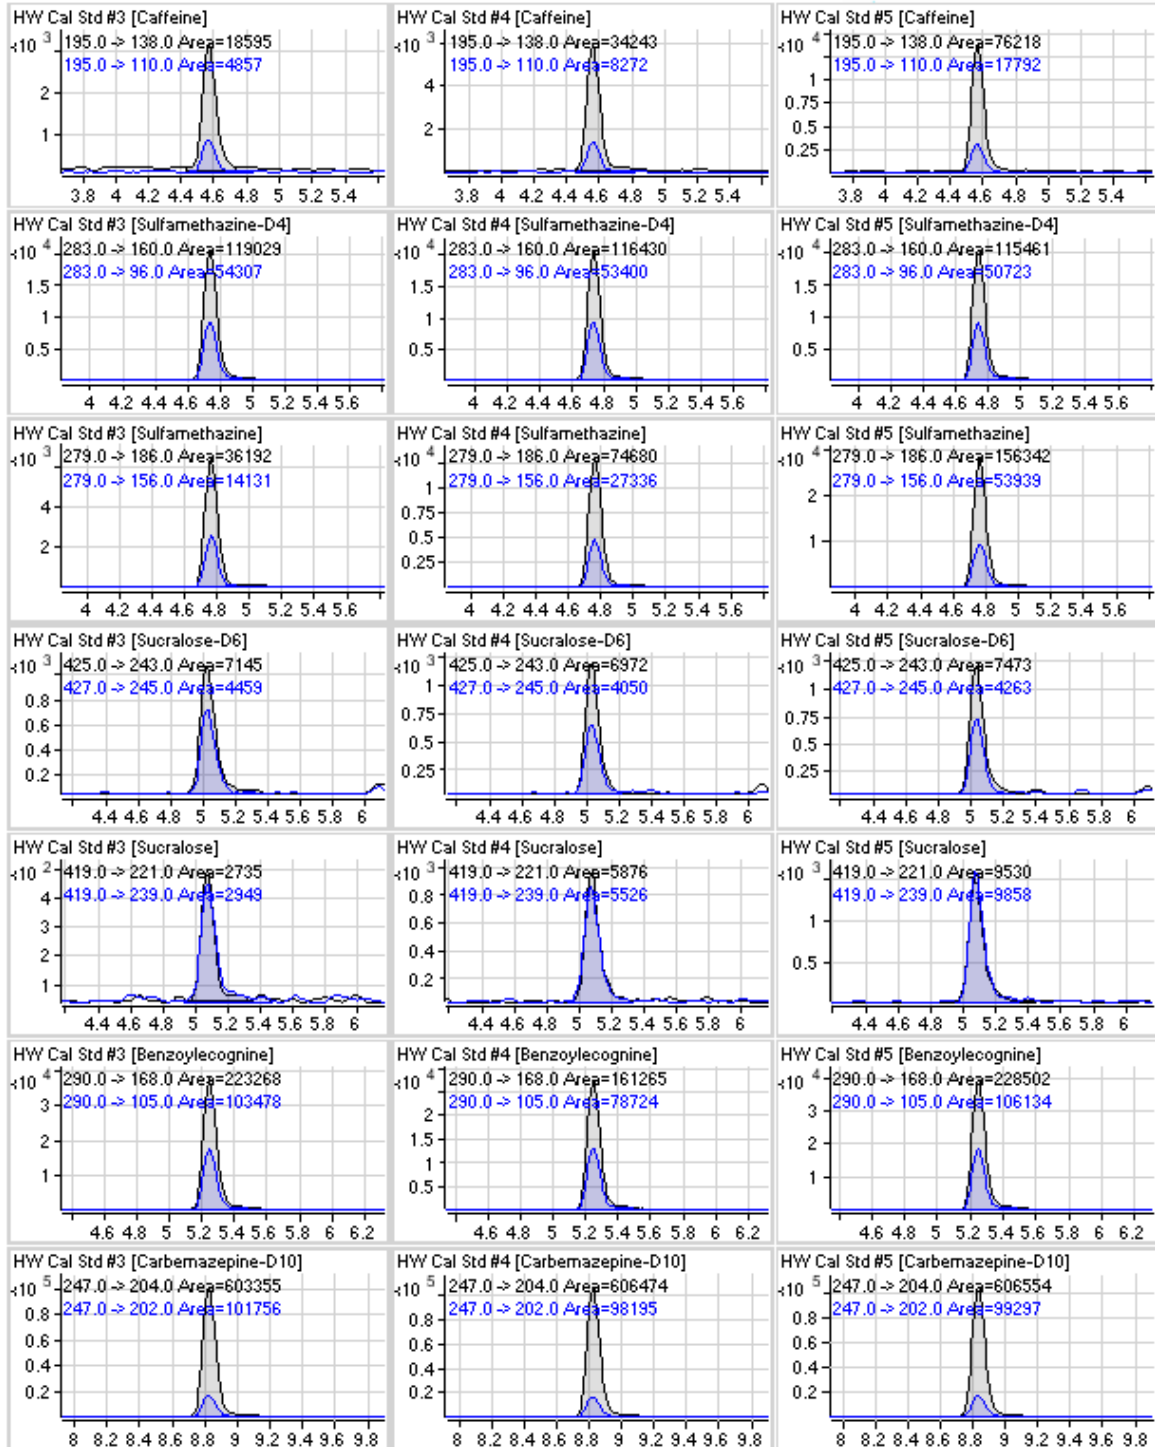 HW Cal Std #3 [Caffeine]
x10 3
195.0 -> 138.0 Area=18595
195.0 -> 110.0 Area=4857
2
1
3.8 4 4.2 4.4 4.6 4.8 5 5.2 5.4
HW Cal Std #4 [Caffeine]
x10 3
195.0 -> 138.0 Area=34243
195.0 -> 110.0 Area=8272
4
2
3.8 4 4.2 4.4 4.6 4.8 5 5.2 5.4
HW Cal Std #5 [Caffeine]
x10 4
195.0 -> 138.0 Area=76218
195.0 -> 110.0 Area=17792
1
0.75
0.5
0.25
3.8 4 4.2 4.4 4.6 4.8 5 5.2 5.4
HW Cal Std #3 [Sulfamethazine-D4]
x10 4
283.0 -> 160.0 Area=119029
283.0 -> 96.0 Area=54307
1.5
1
0.5
4 4.2 4.4 4.6 4.8 5 5.2 5.4 5.6
HW Cal Std #4 [Sulfamethazine-D4]
x10 4
283.0 -> 160.0 Area=116430
283.0 -> 96.0 Area=53400
1.5
1
0.5
4 4.2 4.4 4.6 4.8 5 5.2 5.4 5.6
HW Cal Std #5 [Sulfamethazine-D4]
x10 4
283.0 -> 160.0 Area=115461
283.0 -> 96.0 Area=50723
1.5
1
0.5
4 4.2 4.4 4.6 4.8 5 5.2 5.4 5.6
HW Cal Std #3 [Sulfamethazine]
x10 3
279.0 -> 186.0 Area=36192
279.0 -> 156.0 Area=14131
4
2
4 4.2 4.4 4.6 4.8 5 5.2 5.4 5.6
HW Cal Std #4 [Sulfamethazine]
x10 4
279.0 -> 186.0 Area=74680
279.0 -> 156.0 Area=27336
1
0.75
0.5
0.25
4 4.2 4.4 4.6 4.8 5 5.2 5.4 5.6
HW Cal Std #5 [Sulfamethazine]
x10 4
279.0 -> 186.0 Area=156342
279.0 -> 156.0 Area=53939
2
1
4 4.2 4.4 4.6 4.8 5 5.2 5.4 5.6
HW Cal Std #3 [Sucralose-D6]
x10 3
425.0 -> 243.0 Area=7145
427.0 -> 245.0 Area=4459
0.8
0.6
0.4
0.2
4.4 4.6 4.8 5 5.2 5.4 5.6 5.8 6
HW Cal Std #4 [Sucralose-D6]
x10 3
425.0 -> 243.0 Area=6972
427.0 -> 245.0 Area=4050
1
0.75
0.5
0.25
4.4 4.6 4.8 5 5.2 5.4 5.6 5.8 6
HW Cal Std #5 [Sucralose-D6]
x10 3
425.0 -> 243.0 Area=7473
427.0 -> 245.0 Area=4263
1
0.75
0.5
0.25
4.4 4.6 4.8 5 5.2 5.4 5.6 5.8 6
HW Cal Std #3 [Sucralose]
x10 2
419.0 -> 221.0 Area=2735
419.0 -> 239.0 Area=2949
4
3
2
1
4.4 4.6 4.8 5 5.2 5.4 5.6 5.8 6
HW Cal Std #4 [Sucralose]
x10 3
419.0 -> 221.0 Area=5876
419.0 -> 239.0 Area=5526
0.8
0.6
0.4
0.2
4.4 4.6 4.8 5 5.2 5.4 5.6 5.8 6
HW Cal Std #5 [Sucralose]
x10 3
419.0 -> 221.0 Area=9530
419.0 -> 239.0 Area=9858
1
0.5
4.4 4.6 4.8 5 5.2 5.4 5.6 5.8 6
HW Cal Std #3 [Benzoylecognine]
x10 4
290.0 -> 168.0 Area=223268
290.0 -> 105.0 Area=103478
3
2
1
4.6 4.8 5 5.2 5.4 5.6 5.8 6 6.2
HW Cal Std #4 [Benzoylecognine]
x10 4
290.0 -> 168.0 Area=161265
290.0 -> 105.0 Area=78724
2
1.5
1
0.5
4.6 4.8 5 5.2 5.4 5.6 5.8 6 6.2
HW Cal Std #5 [Benzoylecognine]
x10 4
290.0 -> 168.0 Area=228502
290.0 -> 105.0 Area=106134
3
2
1
4.6 4.8 5 5.2 5.4 5.6 5.8 6 6.2
HW Cal Std #3 [Carbemazepine-D10]
x10 5
247.0 -> 204.0 Area=603355
247.0 -> 202.0 Area=101756
0.8
0.6
0.4
0.2
8 8.2 8.4 8.6 8.8 9 9.2 9.4 9.6 9.8
HW Cal Std #4 [Carbemazepine-D10]
x10 5
247.0 -> 204.0 Area=606474
247.0 -> 202.0 Area=98195
0.8
0.6
0.4
0.2
8 8.2 8.4 8.6 8.8 9 9.2 9.4 9.6 9.8
HW Cal Std #5 [Carbemazepine-D10]
x10 5
247.0 -> 204.0 Area=606554
247.0 -> 202.0 Area=99297
0.8
0.6
0.4
0.2
8 8.2 8.4 8.6 8.8 9 9.2 9.4 9.6 9.8